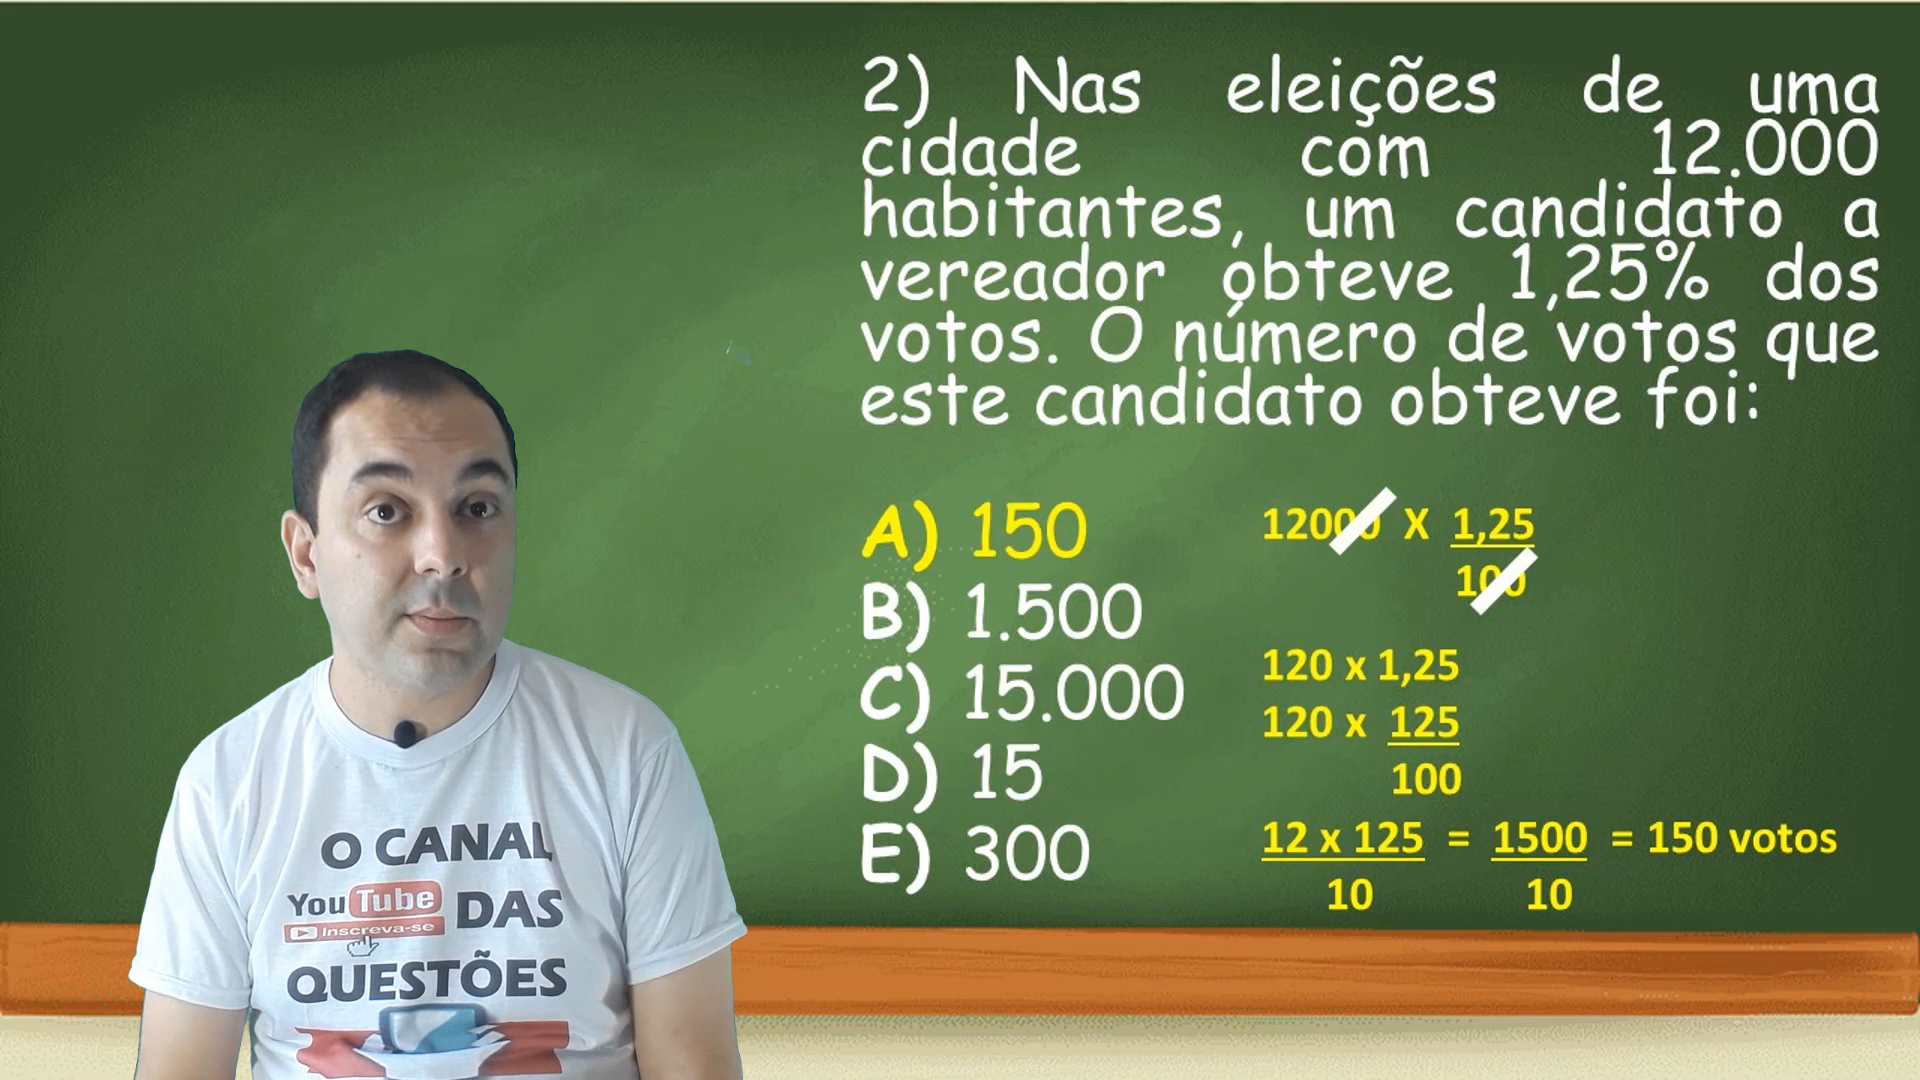 2) Nas eleições de uma
cidade com 12.000
habitantes, um candidato a
vereador obteve 1,25% dos
votos. O número de votos que
este candidato obteve foi:
A) 150
B) 1.500
C) 15.000
D) 15
E) 300
12000 X 1,25
100
120 x 1,25
120 x 125
100
12 x 125 = 1500 = 150 votos
10 10
O CANAL
YouTube DAS
Inscreva-se
QUESTÕES